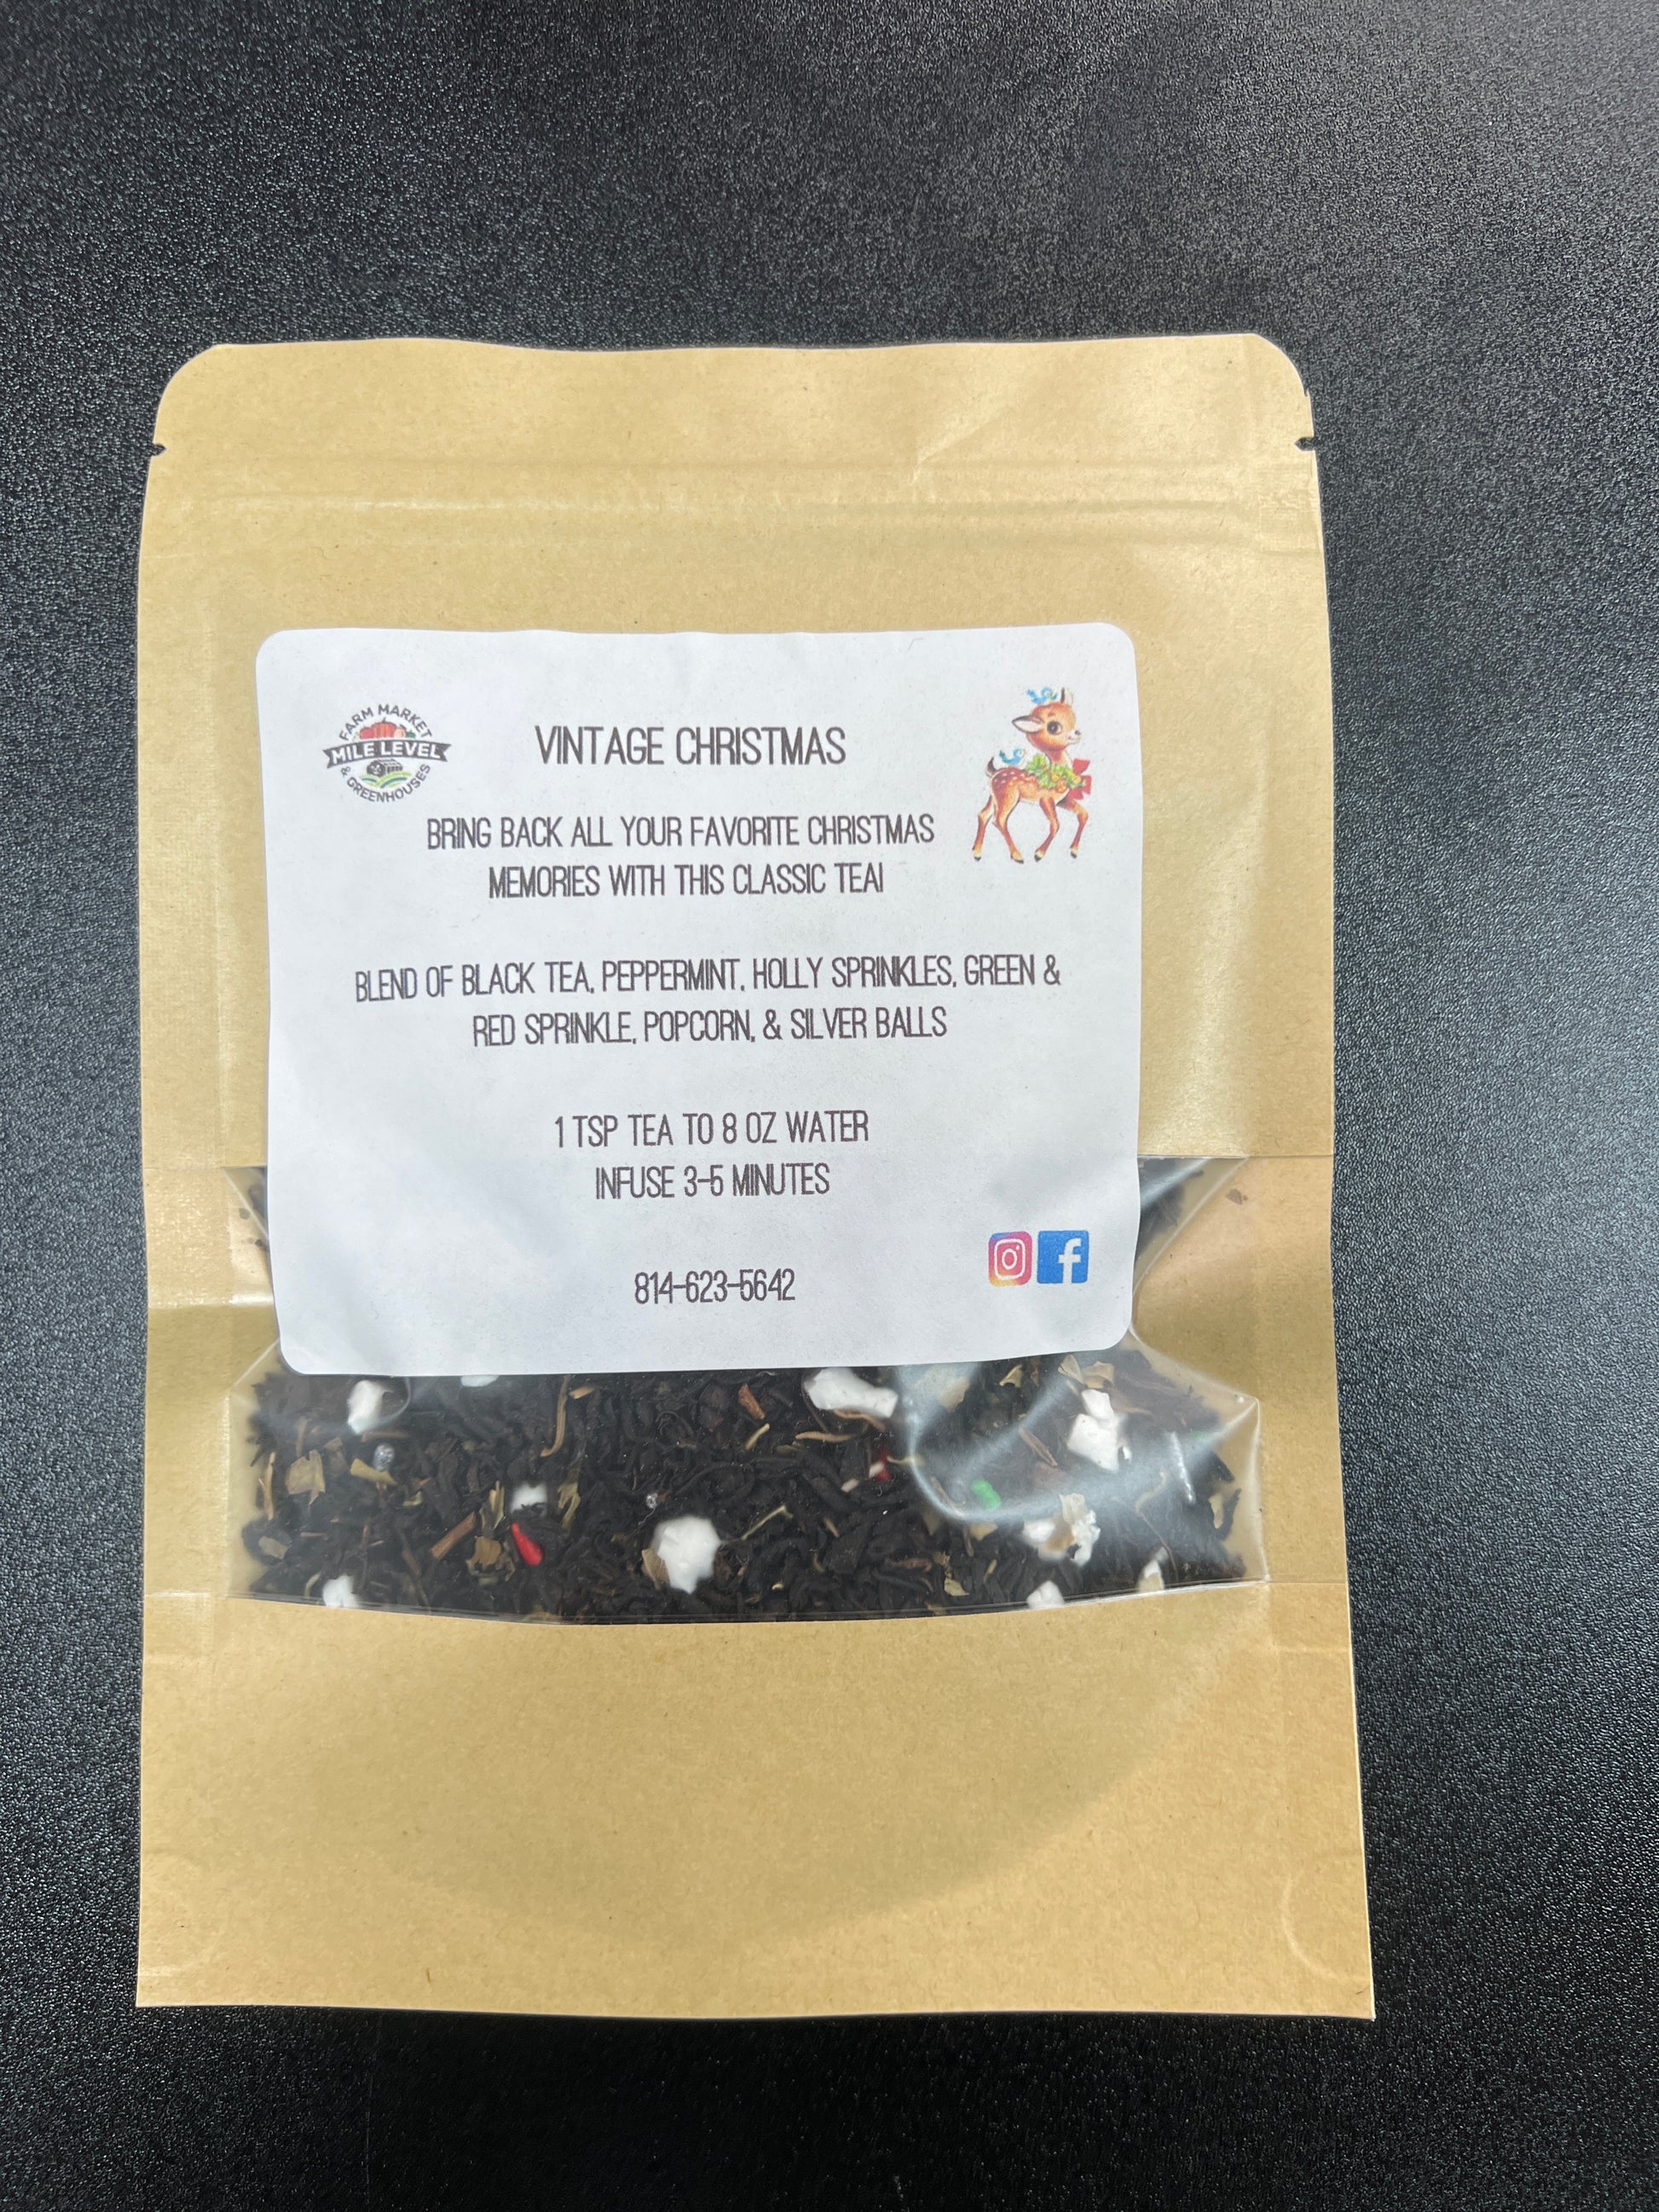 FARM MARKET
MILE LEVEL
& GREENHOUSES
VINTAGE CHRISTMAS
BRING BACK ALL YOUR FAVORITE CHRISTMAS
MEMORIES WITH THIS CLASSIC TEA!
BLEND OF BLACK TEA, PEPPERMINT, HOLLY SPRINKLES, GREEN &
RED SPRINKLE, POPCORN, & SILVER BALLS
1 TSP TEA TO 8 OZ WATER
INFUSE 3-5 MINUTES
814-623-5642